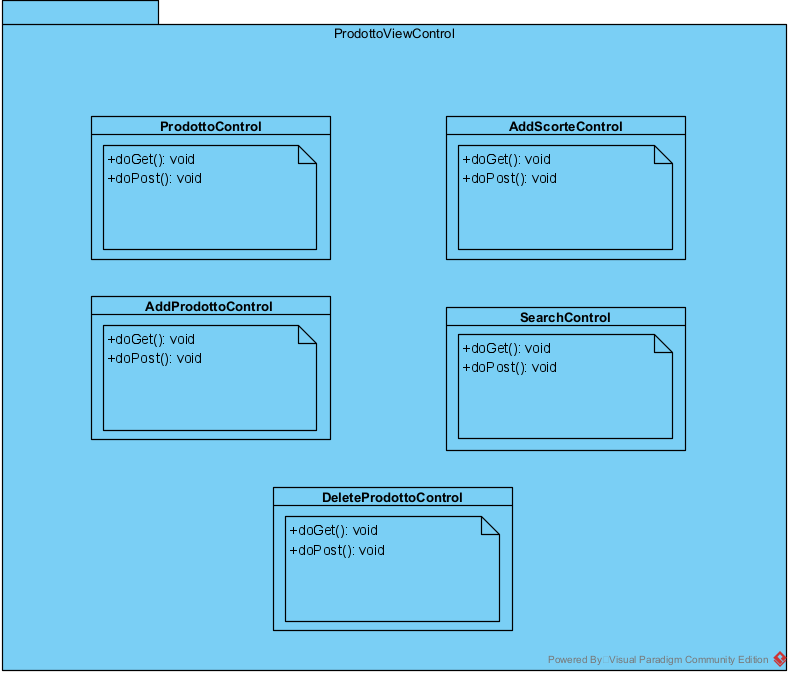 ProdottoViewControl
ProdottoControl
+doGet(): void
+doPost(): void
AddScorteControl
+doGet(): void
+doPost(): void
AddProdottoControl
+doGet(): void
+doPost(): void
SearchControl
+doGet(): void
+doPost(): void
DeleteProdottoControl
+doGet(): void
+doPost(): void
Powered By Visual Paradigm Community Edition